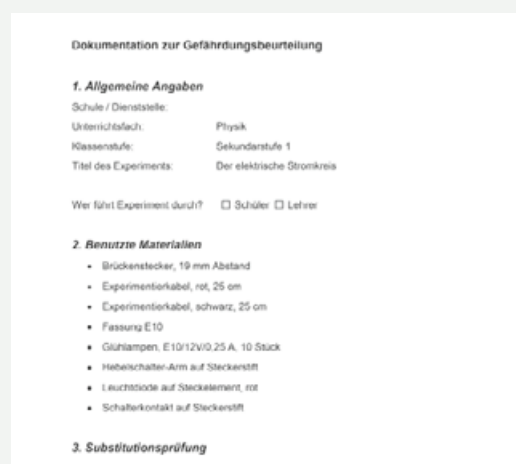 Dokumentation zur Gefährdungsbeurteilung
1. Allgemeine Angaben
Schule / Dienststelle:
Unterrichtsfach: Physik
Klassenstufe: Sekundarstufe 1
Titel des Experiments: Der elektrische Stromkreis
Wer führt Experiment durch? ☐ Schüler ☐ Lehrer
2. Benutzte Materialien
• Brückenstecker, 19 mm Abstand
• Experimentierkabel, rot, 25 cm
• Experimentierkabel, schwarz, 25 cm
• Fassung E10
• Glühlampen, E10/12V/0,25 A, 10 Stück
• Hebelschalter-Arm auf Steckerstift
• Leuchtdiode auf Steckelement, rot
• Schalterkontakt auf Steckerstift
3. Substitutionsprüfung